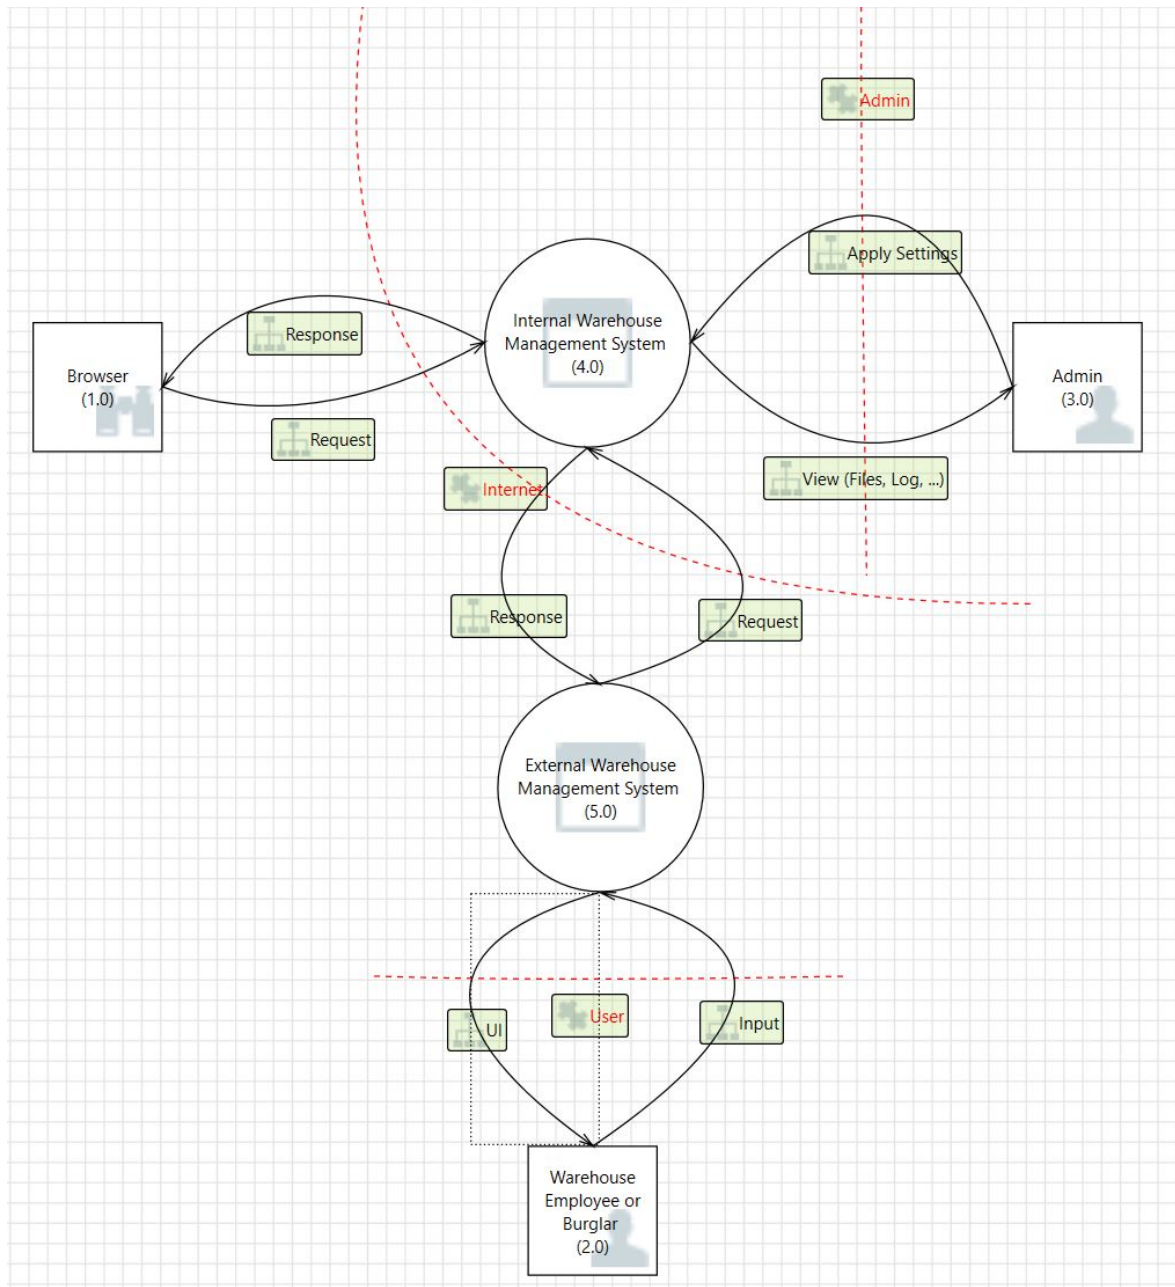 Admin
Apply Settings
Internal Warehouse
Management System
(4.0)
Response
Browser
(1.0)
Admin
(3.0)
Request
View (Files, Log, ...)
Internet
Response
Request
External Warehouse
Management System
(5.0)
User
UI
Input
Warehouse
Employee or
Burglar
(2.0)